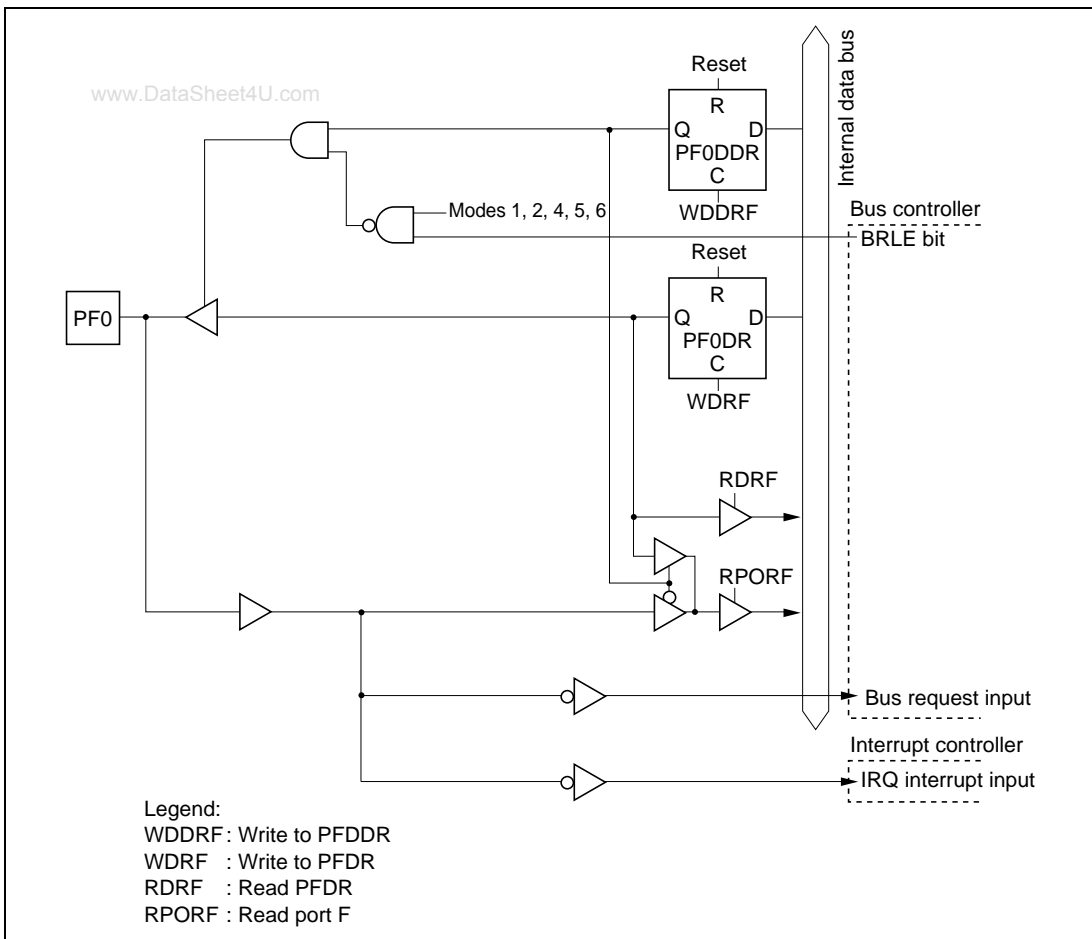 www.DataSheet4U.com
Reset
R
Q D
PF0DDR
C
WDDRF
Internal data bus
Modes 1, 2, 4, 5, 6
Bus controller
BRLE bit
Reset
R
Q D
PF0DR
C
WDRF
PF0
RDRF
RPORF
Bus request input
Interrupt controller
IRQ interrupt input
Legend:
WDDRF : Write to PFDDR
WDRF : Write to PFDR
RDRF : Read PFDR
RPORF : Read port F